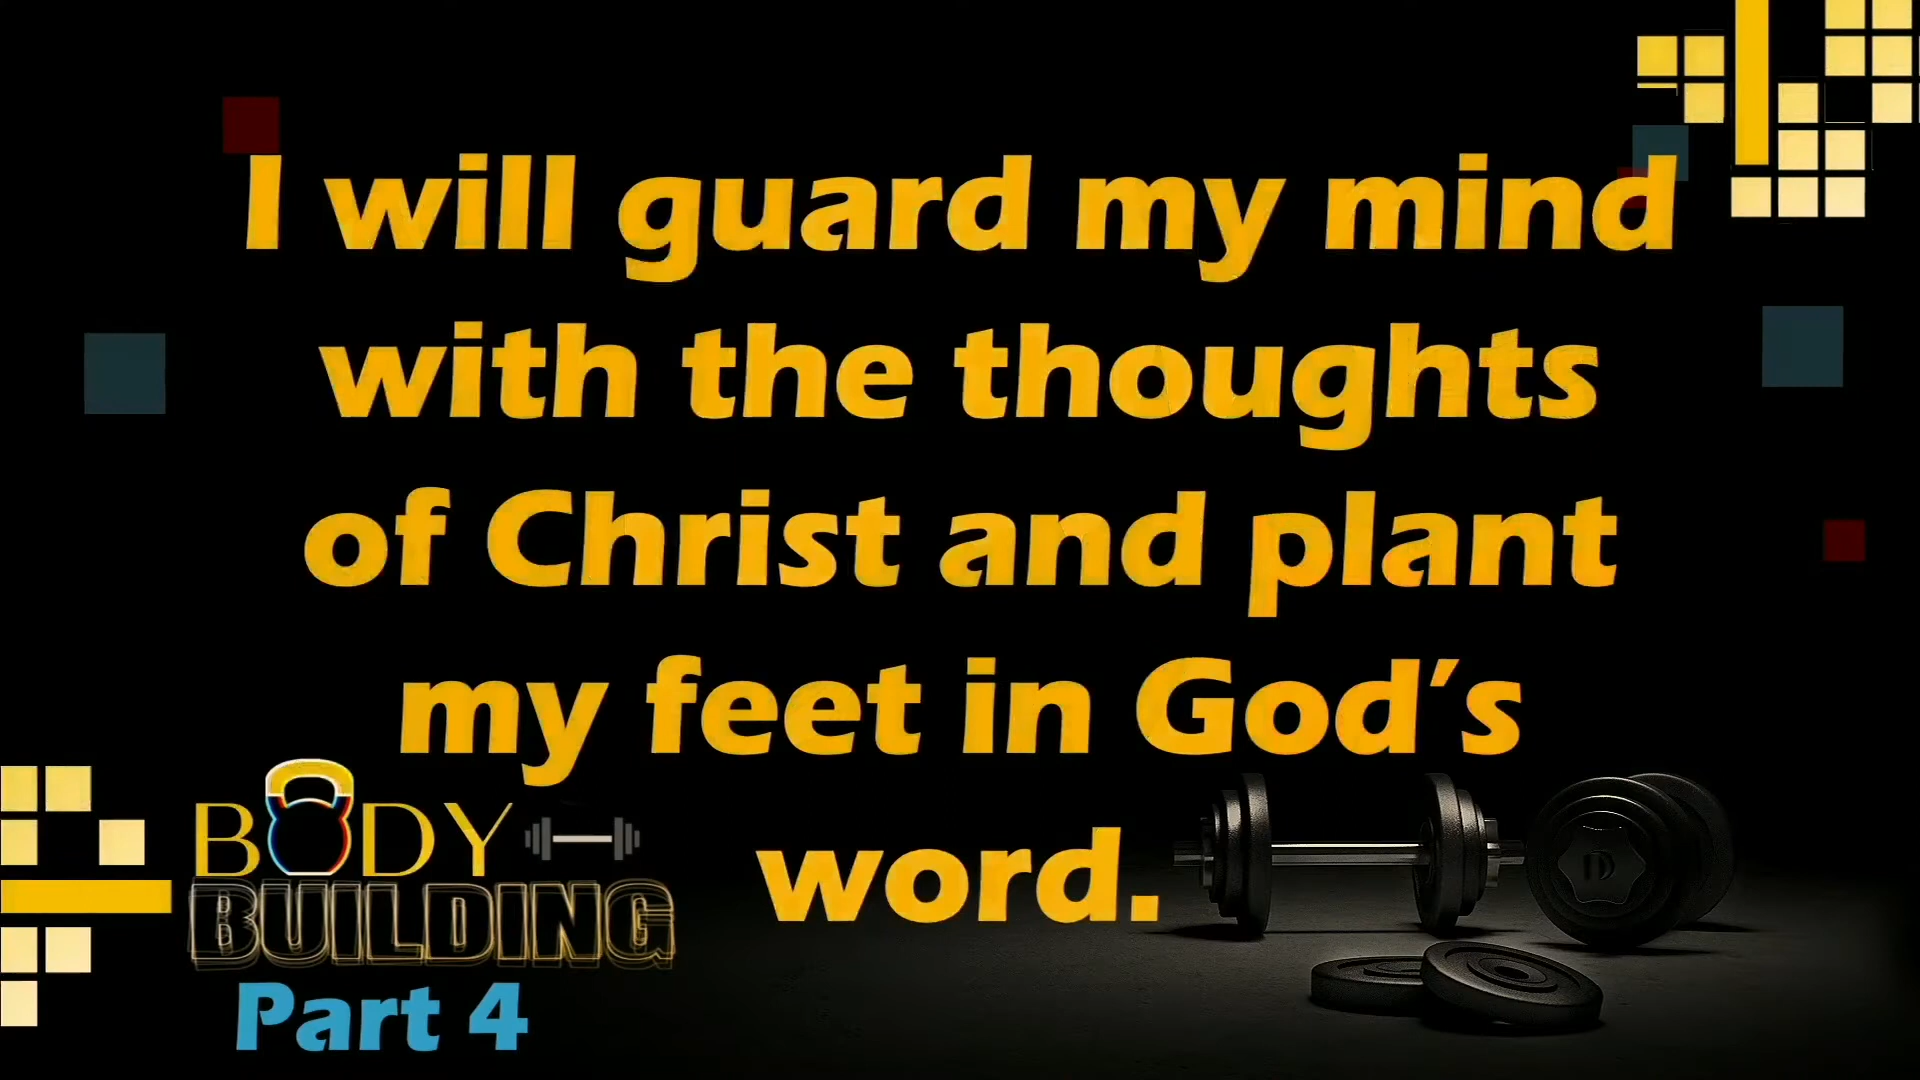 I will guard my mind
with the thoughts
of Christ and plant
my feet in God’s
word.
BODY
BUILDING
Part 4